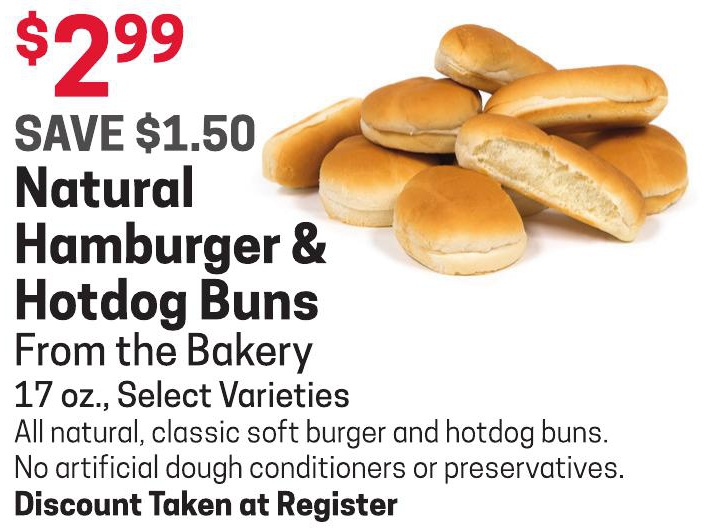 $2.99
SAVE $1.50
Natural
Hamburger &
Hotdog Buns
From the Bakery
17 oz., Select Varieties
All natural, classic soft burger and hotdog buns.
No artificial dough conditioners or preservatives.
Discount Taken at Register